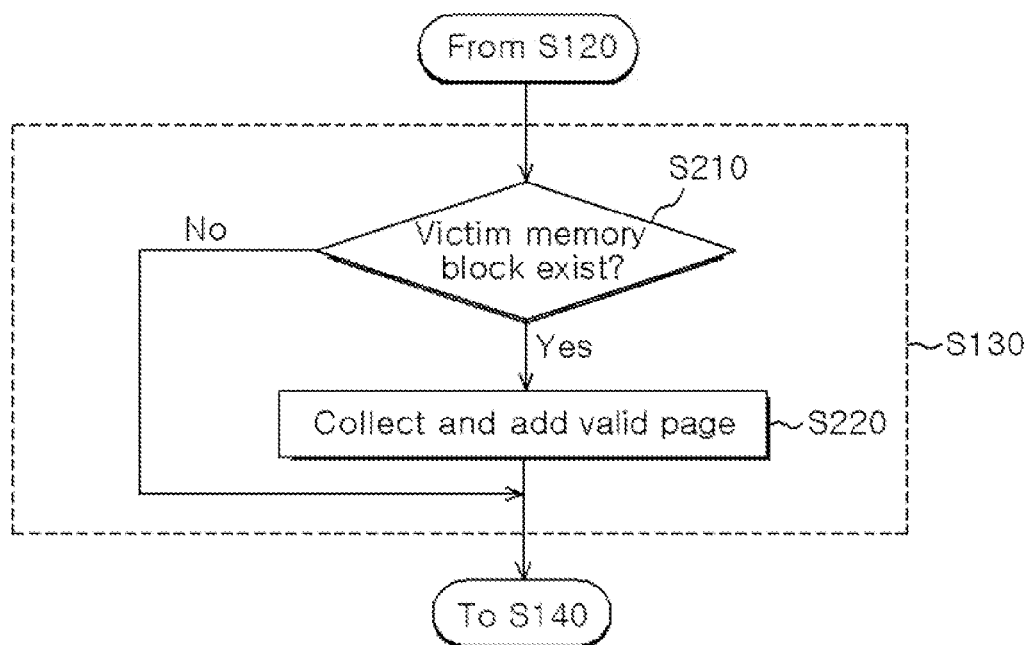 From S120
S210
No
Victim memory
block exist?
Yes
S130
Collect and add valid page
S220
To S140